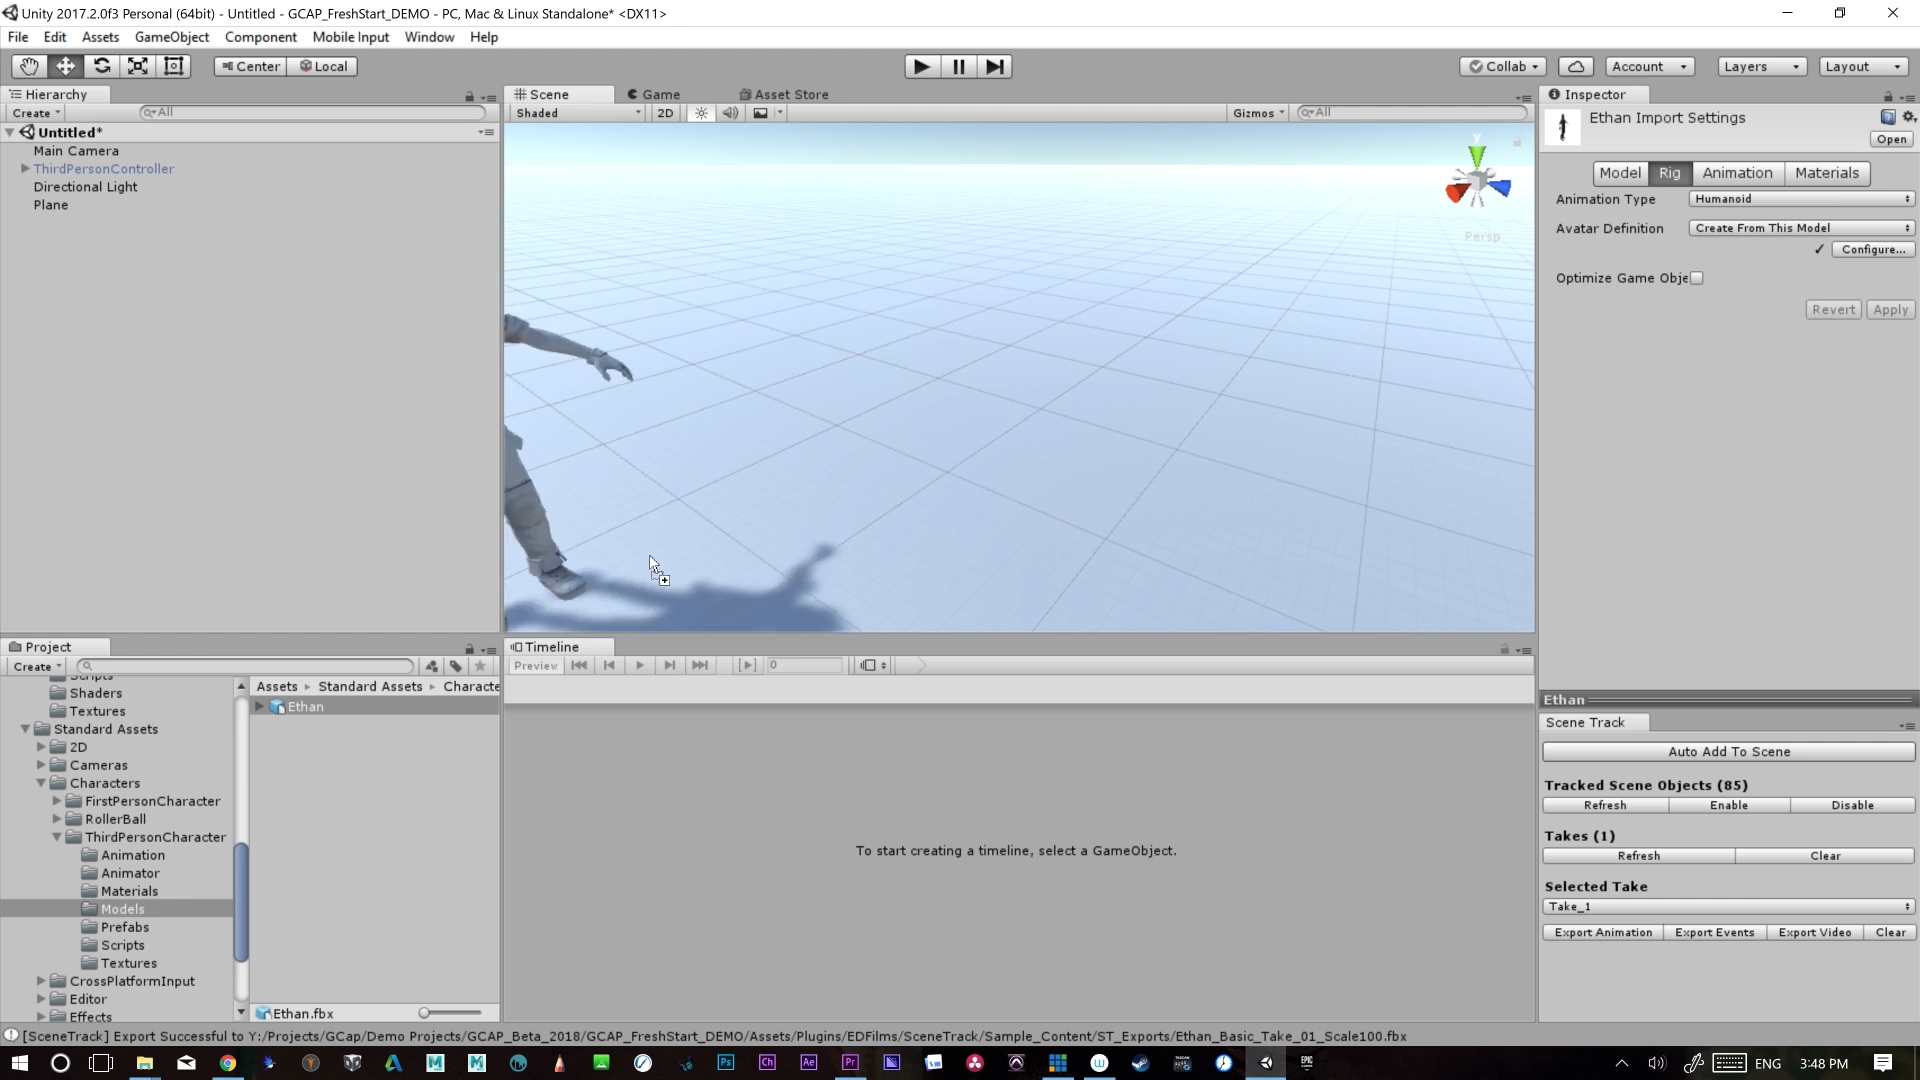 Unity 2017.2.0f3 Personal (64bit) - Untitled - GCAP_FreshStart_DEMO - PC, Mac & Linux Standalone* <DX11>
File Edit Assets GameObject Component Mobile Input Window Help
Center Local Collab Account Layers Layout
Hierarchy
Create All
Untitled*
Main Camera
ThirdPersonController
Directional Light
Plane
Scene Game Asset Store
Shaded 2D Gizmos All
y
Persp
Inspector
Ethan Import Settings
Open
Model Rig Animation Materials
Animation Type Humanoid
Avatar Definition Create From This Model
Configure...
Optimize Game Obje
Revert Apply
Project
Create
Scripts
Shaders
Textures
Standard Assets
2D
Cameras
Characters
FirstPersonCharacter
RollerBall
ThirdPersonCharacter
Animation
Animator
Materials
Models
Prefabs
Scripts
Textures
CrossPlatformInput
Editor
Effects
Assets Standard Assets Characte
Ethan
Ethan.fbx
Timeline
Preview 0
To start creating a timeline, select a GameObject.
Ethan
Scene Track
Auto Add To Scene
Tracked Scene Objects (85)
Refresh Enable Disable
Takes (1)
Refresh Clear
Selected Take
Take_1
Export Animation Export Events Export Video Clear
[SceneTrack] Export Successful to Y:/Projects/GCap/Demo Projects/GCAP_Beta_2018/GCAP_FreshStart_DEMO/Assets/Plugins/EDFilms/SceneTrack/Sample_Content/ST_Exports/Ethan_Basic_Take_01_Scale100.fbx
Ps Ch Ae Pr ENG 3:48 PM